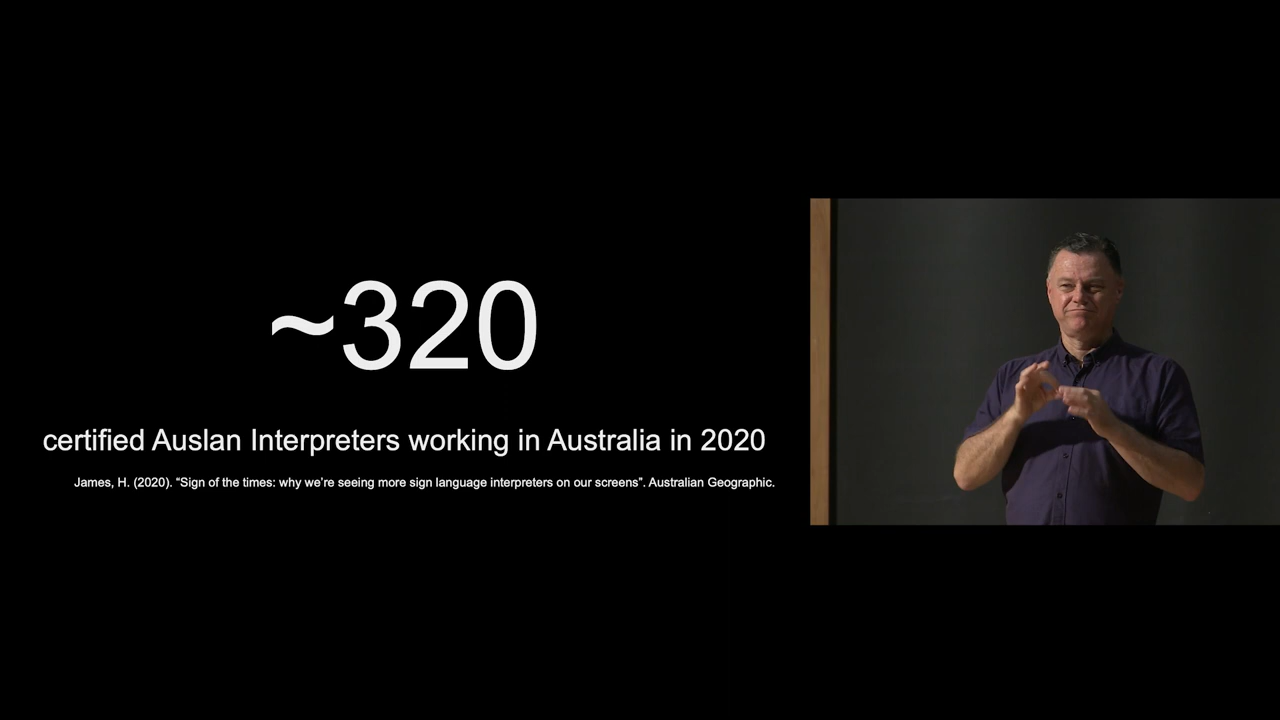 ~320
certified Auslan Interpreters working in Australia in 2020
James, H. (2020). “Sign of the times: why we’re seeing more sign language interpreters on our screens”. Australian Geographic.